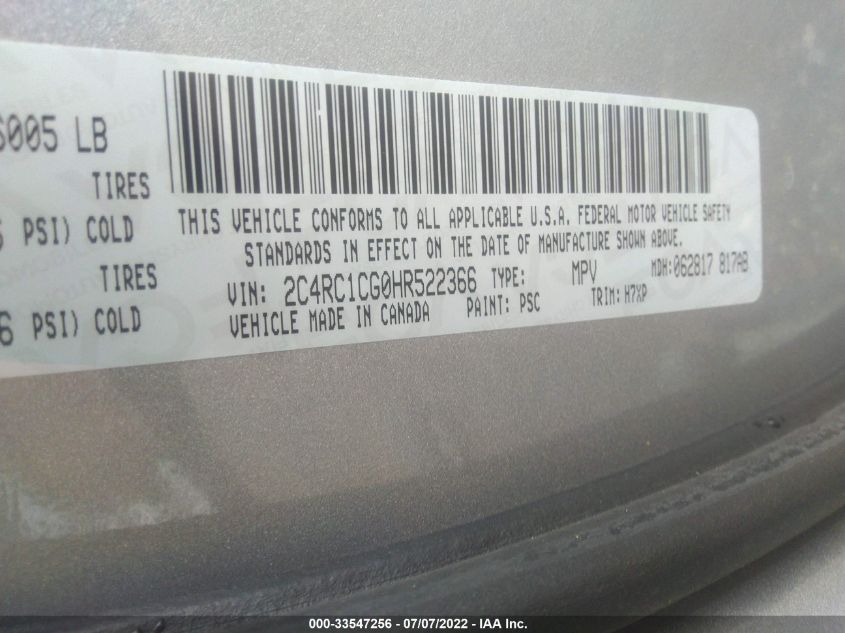 6005 LB
TIRES
PSI) COLD
TIRES
6 PSI) COLD
THIS VEHICLE CONFORMS TO ALL APPLICABLE U.S.A. FEDERAL MOTOR VEHICLE SAFETY
STANDARDS IN EFFECT ON THE DATE OF MANUFACTURE SHOWN ABOVE.
VIN: 2C4RC1CG0HR522366 TYPE: MPV MDH:062817 817AB
VEHICLE MADE IN CANADA PAINT: PSC TRIM: H7XP
000-33547256 - 07/07/2022 - IAA Inc.